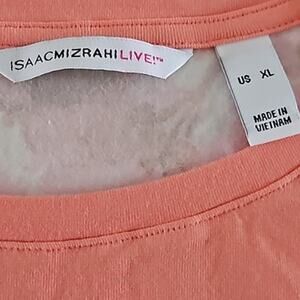 ISAACMIZRAHILIVE!™
US XL
MADE IN
VIETNAM